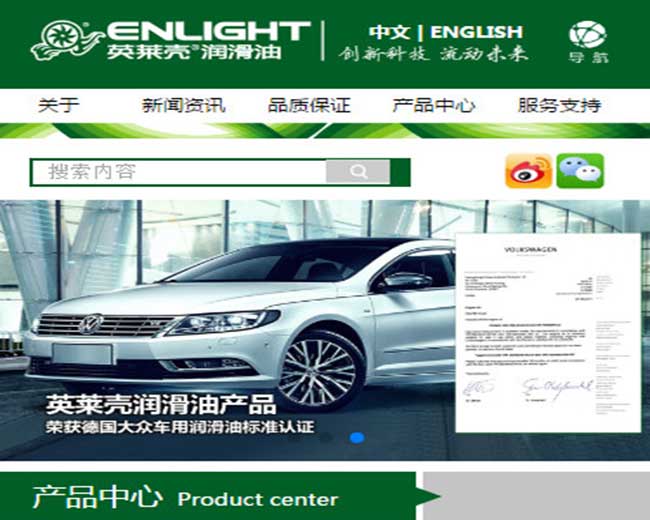 ENLIGHT
英莱壳®润滑油
中文 | ENGLISH
创新科技 流动未来
导航
关于 新闻资讯 品质保证 产品中心 服务支持
搜索内容
VOLKSWAGEN
英莱壳润滑油产品
荣获德国大众车用润滑油标准认证
产品中心 Product center